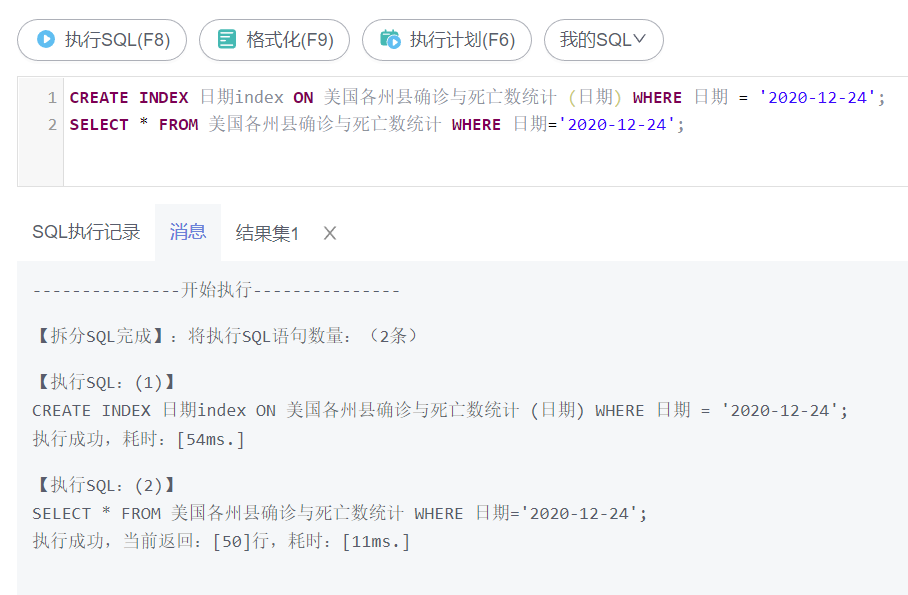 执行SQL(F8) 格式化(F9) 执行计划(F6) 我的SQL
1 CREATE INDEX 日期index ON 美国各州县确诊与死亡数统计 (日期) WHERE 日期 = '2020-12-24';
2 SELECT * FROM 美国各州县确诊与死亡数统计 WHERE 日期='2020-12-24';
SQL执行记录 消息 结果集1 X
---------------开始执行---------------
【拆分SQL完成】：将执行SQL语句数量：（2条）
【执行SQL：(1)】
CREATE INDEX 日期index ON 美国各州县确诊与死亡数统计 (日期) WHERE 日期 = '2020-12-24';
执行成功，耗时：[54ms.]
【执行SQL：(2)】
SELECT * FROM 美国各州县确诊与死亡数统计 WHERE 日期='2020-12-24';
执行成功，当前返回：[50]行，耗时：[11ms.]